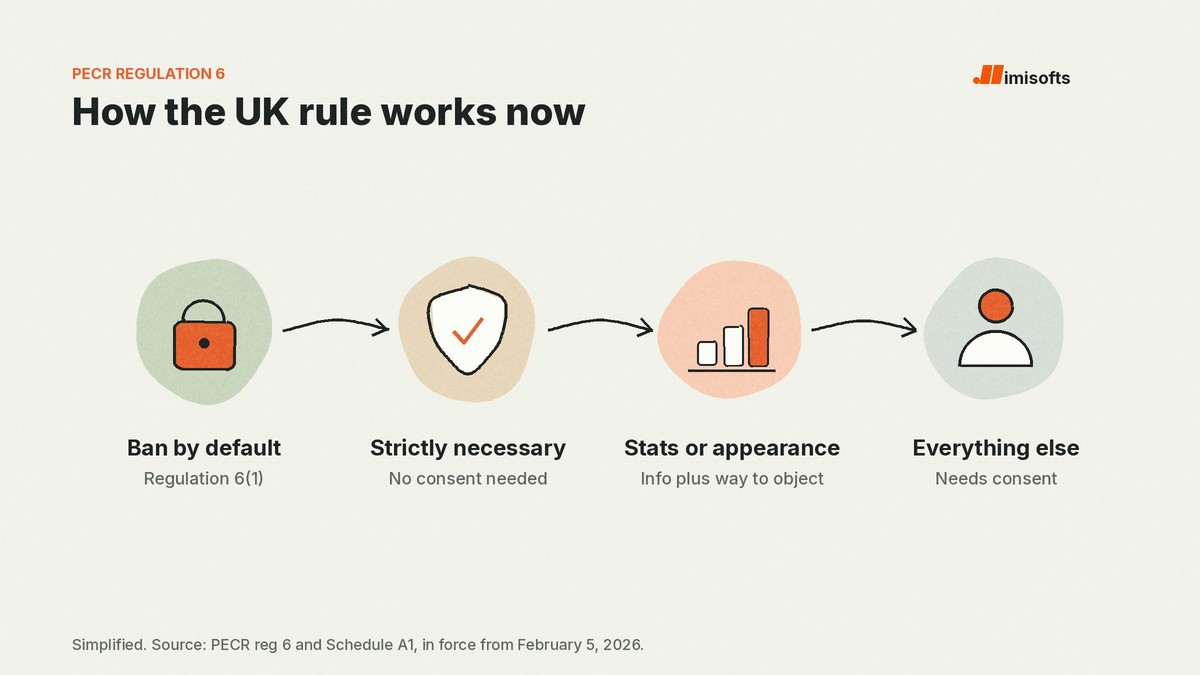 PECR REGULATION 6
How the UK rule works now
imisofts
Ban by default
Regulation 6(1)
Strictly necessary
No consent needed
Stats or appearance
Info plus way to object
Everything else
Needs consent
Simplified. Source: PECR reg 6 and Schedule A1, in force from February 5, 2026.